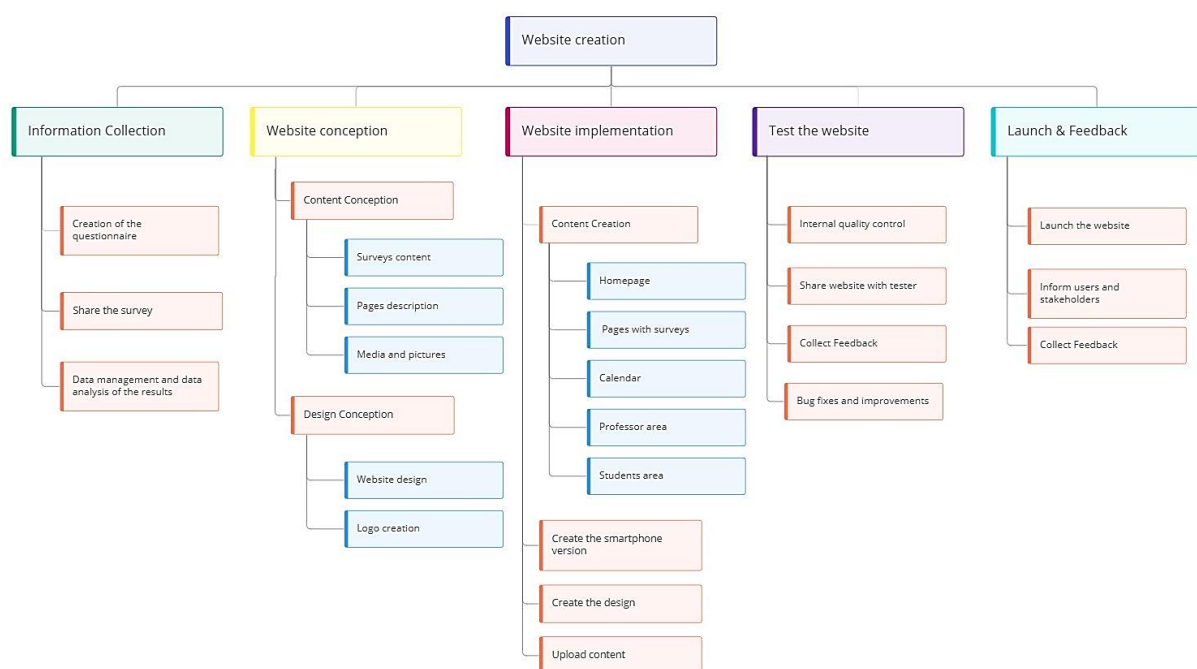 Website creation
Information Collection
Creation of the
questionnaire
Share the survey
Data management and data
analysis of the results
Website conception
Content Conception
Surveys content
Pages description
Media and pictures
Design Conception
Website design
Logo creation
Website implementation
Content Creation
Homepage
Pages with surveys
Calendar
Professor area
Students area
Create the smartphone
version
Create the design
Upload content
Test the website
Internal quality control
Share website with tester
Collect Feedback
Bug fixes and improvements
Launch & Feedback
Launch the website
Inform users and
stakeholders
Collect Feedback